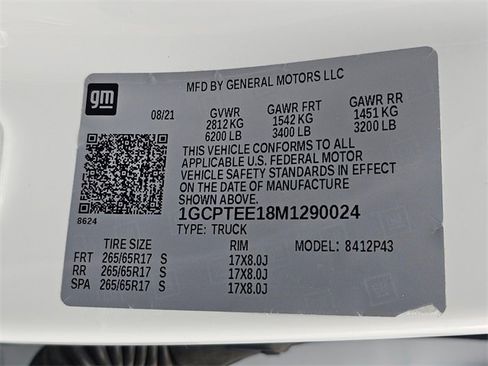 MFD BY GENERAL MOTORS LLC
gm
08/21 GVWR GAWR FRT GAWR RR
2812 KG 1542 KG 1451 KG
6200 LB 3400 LB 3200 LB
THIS VEHICLE CONFORMS TO ALL
APPLICABLE U.S. FEDERAL MOTOR
VEHICLE SAFETY STANDARDS IN EFFECT
ON THE DATE OF MANUFACTURE SHOWN ABOVE.
8624 1GCPTEE18M1290024
TYPE: TRUCK
TIRE SIZE RIM MODEL: 8412P43
FRT 265/65R17 S 17X8.0J
RR 265/65R17 S 17X8.0J
SPA 265/65R17 S 17X8.0J